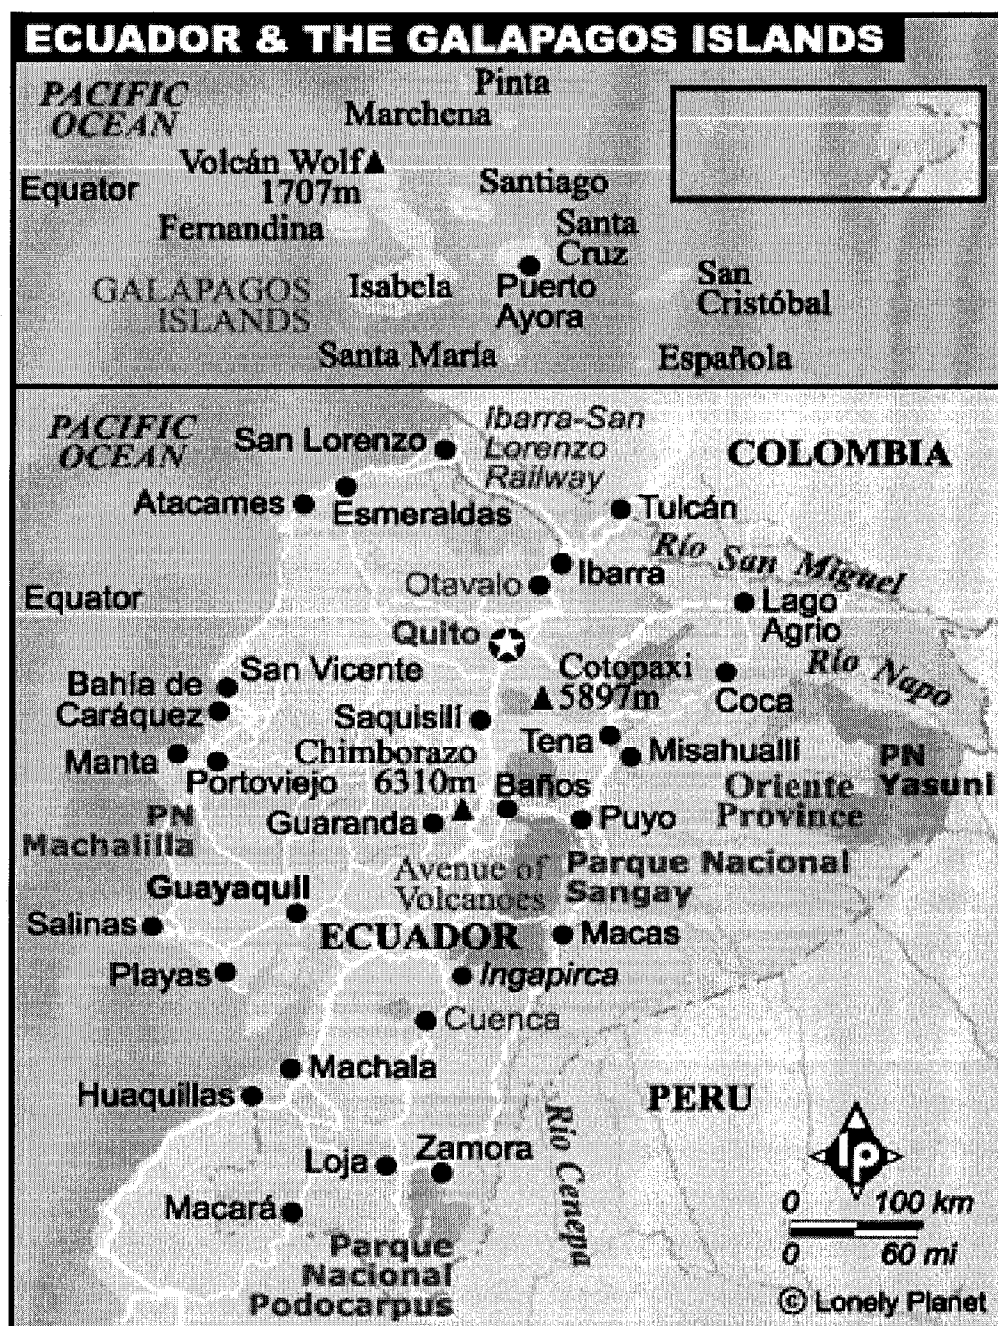 ECUADOR & THE GALAPAGOS ISLANDS
PACIFIC
OCEAN
Pinta
Marchena
Volcán Wolf
1707m
Equator
Santiago
Fernandina
Santa
Cruz
GALAPAGOS
ISLANDS
Isabela
Puerto
Ayora
San
Cristóbal
Santa María
Española
PACIFIC
OCEAN
San Lorenzo
Ibarra-San
Lorenzo
Railway
COLOMBIA
Atacames
Esmeraldas
Tulcán
Río San Miguel
Otavalo
Ibarra
Equator
Lago
Agrio
Quito
Río Napo
San Vicente
Cotopaxi
5897m
Bahía de
Caráquez
Coca
Saquisilí
Tena
Misahuallí
Manta
Portoviejo
Chimborazo
6310m
Baños
Oriente
Province
PN
Yasuni
PN
Machalilla
Guaranda
Puyo
Avenue of
Volcanoes
Parque Nacional
Sangay
Guayaquil
Salinas
ECUADOR
Macas
Playas
Ingapirca
Cuenca
Machala
Huaquillas
PERU
Río Cenepa
Loja
Zamora
Macará
Parque
Nacional
Podocarpus
lp
0 100 km
0 60 mi
© Lonely Planet